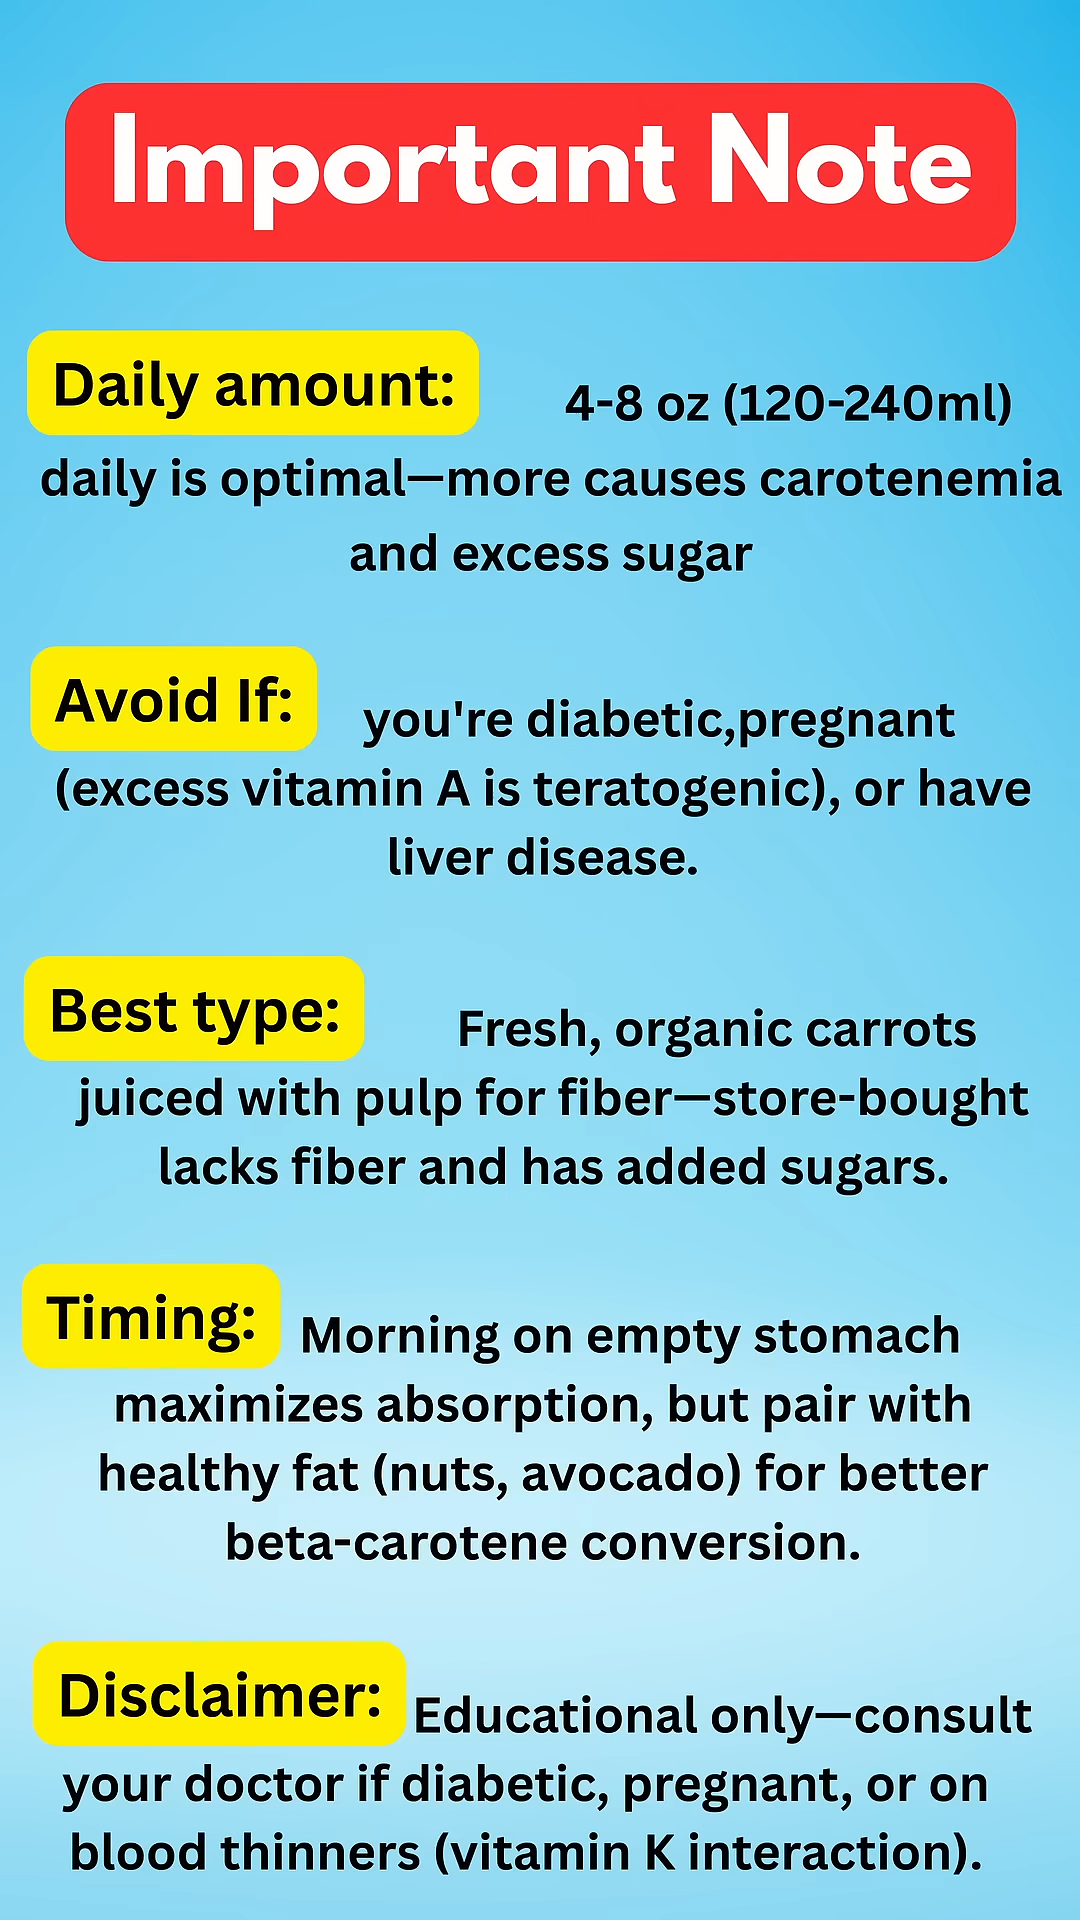 Important Note
Daily amount: 4-8 oz (120-240ml)
daily is optimal—more causes carotenemia
and excess sugar
Avoid If: you're diabetic,pregnant
(excess vitamin A is teratogenic), or have
liver disease.
Best type: Fresh, organic carrots
juiced with pulp for fiber—store-bought
lacks fiber and has added sugars.
Timing: Morning on empty stomach
maximizes absorption, but pair with
healthy fat (nuts, avocado) for better
beta-carotene conversion.
Disclaimer: Educational only—consult
your doctor if diabetic, pregnant, or on
blood thinners (vitamin K interaction).